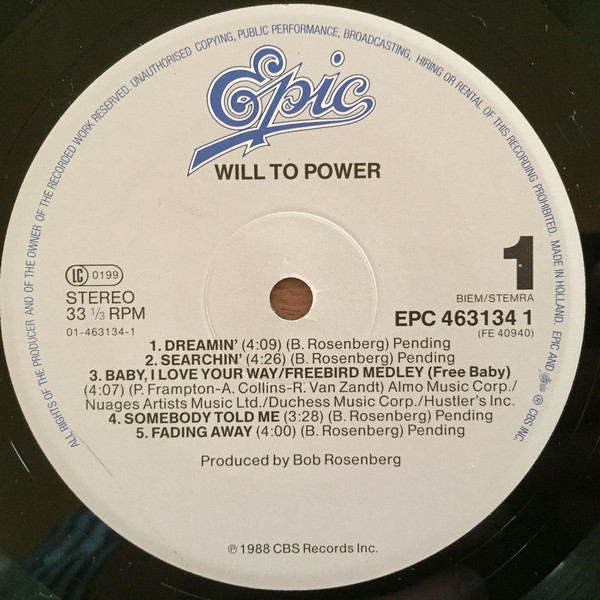 ALL RIGHTS OF THE PRODUCER AND OF THE OWNER OF THE RECORDED WORK RESERVED. UNAUTHORISED COPYING, PUBLIC PERFORMANCE, BROADCASTING, HIRING OR RENTAL OF THIS RECORDING PROHIBITED. MADE IN HOLLAND. EPIC AND ® CBS INC.
Epic
WILL TO POWER
LC 0199
1
STEREO
BIEM/STEMRA
33 1/3 RPM
EPC 463134 1
01-463134-1
(FE 40940)
1. DREAMIN' (4:09) (B. Rosenberg) Pending
2. SEARCHIN' (4:26) (B. Rosenberg) Pending
3. BABY, I LOVE YOUR WAY/FREEBIRD MEDLEY (Free Baby)
(4:07) (P. Frampton-A. Collins-R. Van Zandt) Almo Music Corp./
Nuages Artists Music Ltd./Duchess Music Corp./Hustler's Inc.
4. SOMEBODY TOLD ME (3:28) (B. Rosenberg) Pending
5. FADING AWAY (4:00) (B. Rosenberg) Pending
Produced by Bob Rosenberg
℗ 1988 CBS Records Inc.